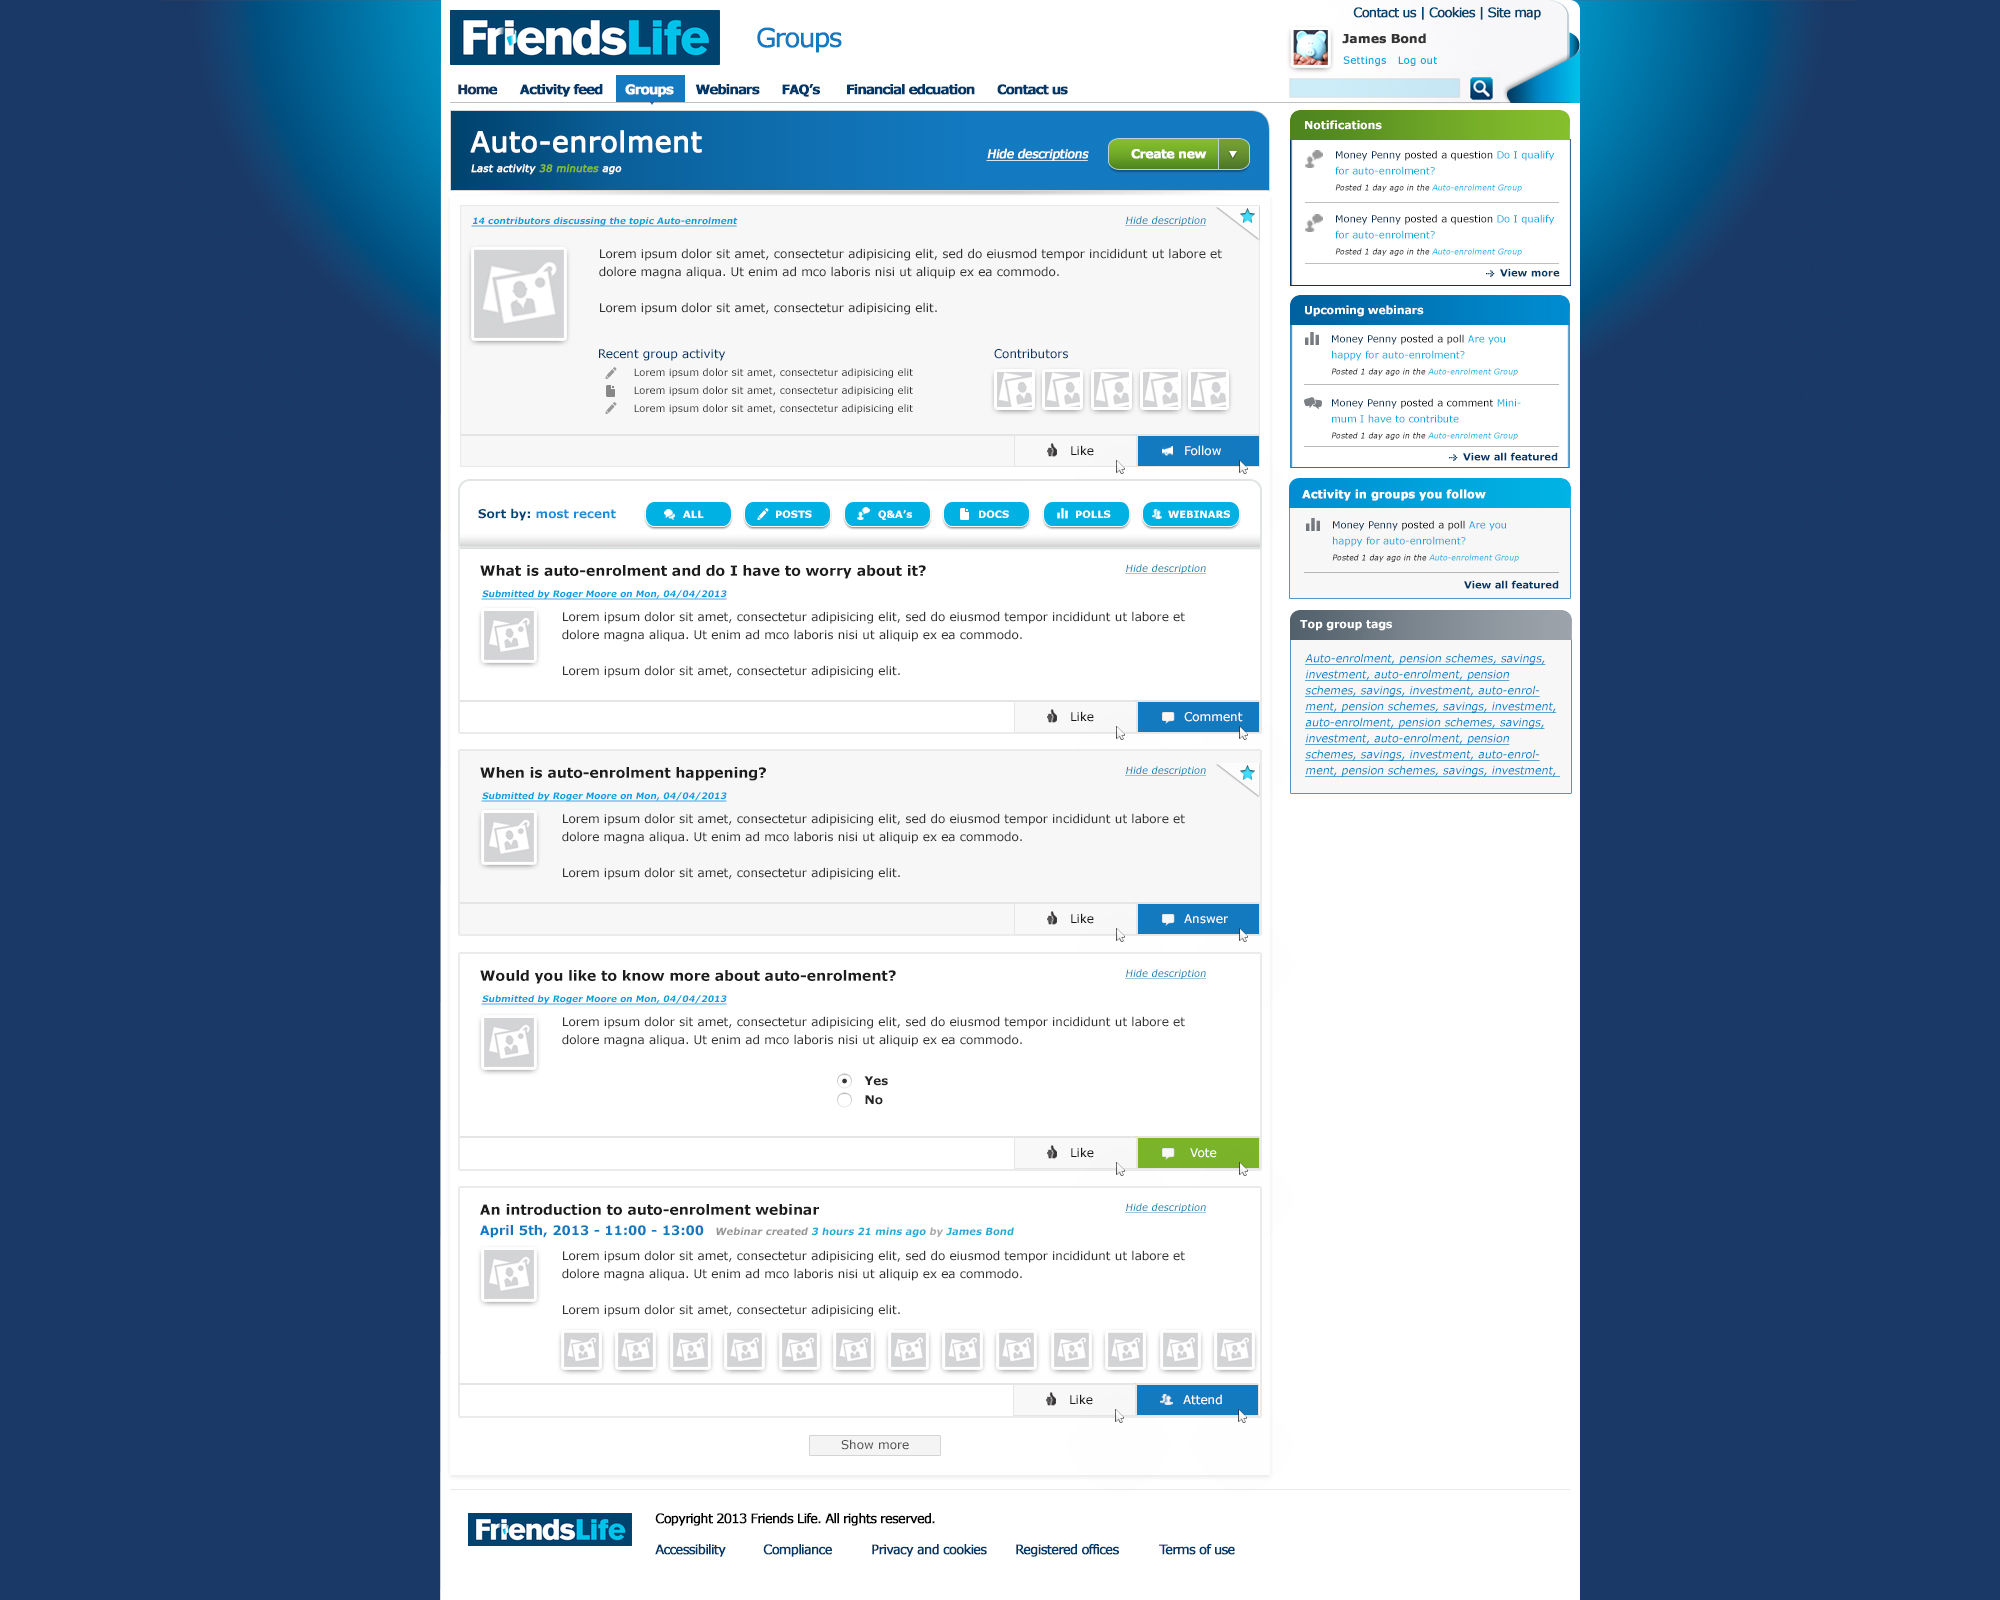 FriendsLife
Groups
Contact us | Cookies | Site map
James Bond
Settings Log out
Home Activity feed Groups Webinars FAQ's Financial edcuation Contact us
Auto-enrolment
Last activity 38 minutes ago
Hide descriptions
Create new
14 contributors discussing the topic Auto-enrolment
Hide description
Lorem ipsum dolor sit amet, consectetur adipisicing elit, sed do eiusmod tempor incididunt ut labore et
dolore magna aliqua. Ut enim ad mco laboris nisi ut aliquip ex ea commodo.
Lorem ipsum dolor sit amet, consectetur adipisicing elit.
Recent group activity
Lorem ipsum dolor sit amet, consectetur adipisicing elit
Lorem ipsum dolor sit amet, consectetur adipisicing elit
Lorem ipsum dolor sit amet, consectetur adipisicing elit
Contributors
Like
Follow
Sort by: most recent
ALL
POSTS
Q&A's
DOCS
POLLS
WEBINARS
What is auto-enrolment and do I have to worry about it?
Hide description
Submitted by Roger Moore on Mon, 04/04/2013
Lorem ipsum dolor sit amet, consectetur adipisicing elit, sed do eiusmod tempor incididunt ut labore et
dolore magna aliqua. Ut enim ad mco laboris nisi ut aliquip ex ea commodo.
Lorem ipsum dolor sit amet, consectetur adipisicing elit.
Like
Comment
When is auto-enrolment happening?
Hide description
Submitted by Roger Moore on Mon, 04/04/2013
Lorem ipsum dolor sit amet, consectetur adipisicing elit, sed do eiusmod tempor incididunt ut labore et
dolore magna aliqua. Ut enim ad mco laboris nisi ut aliquip ex ea commodo.
Lorem ipsum dolor sit amet, consectetur adipisicing elit.
Like
Answer
Would you like to know more about auto-enrolment?
Hide description
Submitted by Roger Moore on Mon, 04/04/2013
Lorem ipsum dolor sit amet, consectetur adipisicing elit, sed do eiusmod tempor incididunt ut labore et
dolore magna aliqua. Ut enim ad mco laboris nisi ut aliquip ex ea commodo.
Yes
No
Like
Vote
An introduction to auto-enrolment webinar
Hide description
April 5th, 2013 - 11:00 - 13:00 Webinar created 3 hours 21 mins ago by James Bond
Lorem ipsum dolor sit amet, consectetur adipisicing elit, sed do eiusmod tempor incididunt ut labore et
dolore magna aliqua. Ut enim ad mco laboris nisi ut aliquip ex ea commodo.
Lorem ipsum dolor sit amet, consectetur adipisicing elit.
Like
Attend
Show more
Notifications
Money Penny posted a question Do I qualify
for auto-enrolment?
Posted 1 day ago in the Auto-enrolment Group
Money Penny posted a question Do I qualify
for auto-enrolment?
Posted 1 day ago in the Auto-enrolment Group
View more
Upcoming webinars
Money Penny posted a poll Are you
happy for auto-enrolment?
Posted 1 day ago in the Auto-enrolment Group
Money Penny posted a comment Mini-
mum I have to contribute
Posted 1 day ago in the Auto-enrolment Group
View all featured
Activity in groups you follow
Money Penny posted a poll Are you
happy for auto-enrolment?
Posted 1 day ago in the Auto-enrolment Group
View all featured
Top group tags
Auto-enrolment, pension schemes, savings,
investment, auto-enrolment, pension
schemes, savings, investment, auto-enrol-
ment, pension schemes, savings, investment,
auto-enrolment, pension schemes, savings,
investment, auto-enrolment, pension
schemes, savings, investment, auto-enrol-
ment, pension schemes, savings, investment,
FriendsLife
Copyright 2013 Friends Life. All rights reserved.
Accessibility Compliance Privacy and cookies Registered offices Terms of use